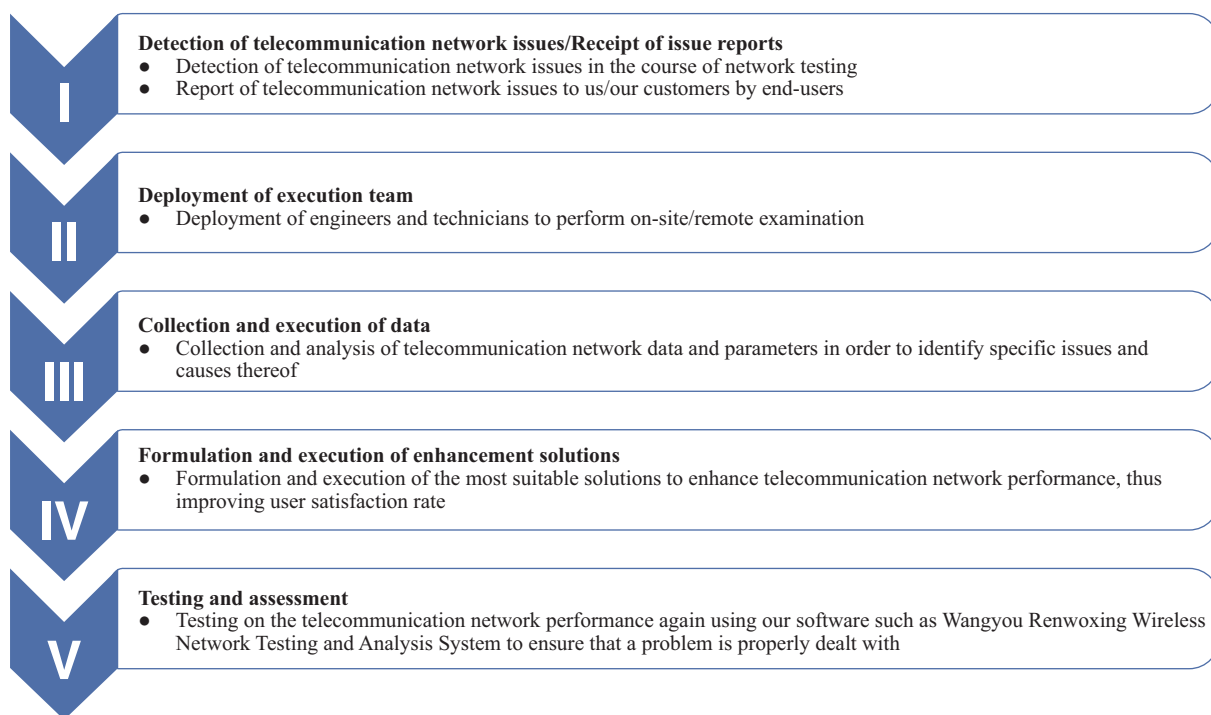 I
Detection of telecommunication network issues/Receipt of issue reports
● Detection of telecommunication network issues in the course of network testing
● Report of telecommunication network issues to us/our customers by end-users
II
Deployment of execution team
● Deployment of engineers and technicians to perform on-site/remote examination
III
Collection and execution of data
● Collection and analysis of telecommunication network data and parameters in order to identify specific issues and
causes thereof
IV
Formulation and execution of enhancement solutions
● Formulation and execution of the most suitable solutions to enhance telecommunication network performance, thus
improving user satisfaction rate
V
Testing and assessment
● Testing on the telecommunication network performance again using our software such as Wangyou Renwoxing Wireless
Network Testing and Analysis System to ensure that a problem is properly dealt with